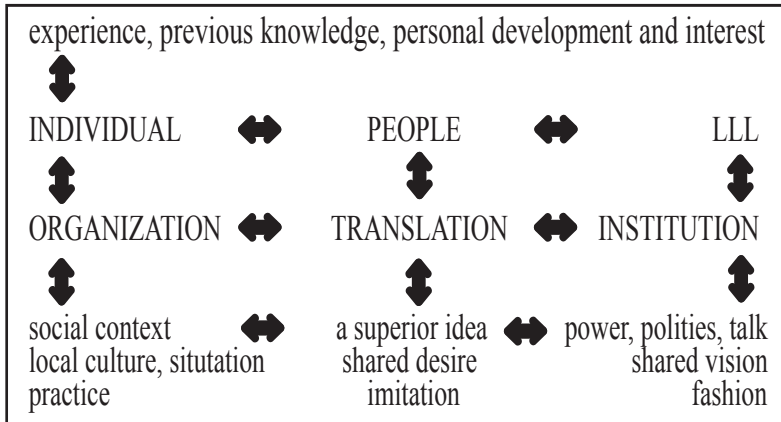 experience, previous knowledge, personal development and interest
INDIVIDUAL PEOPLE LLL
ORGANIZATION TRANSLATION INSTITUTION
social context a superior idea power, polities, talk
local culture, situtation shared desire shared vision
practice imitation fashion